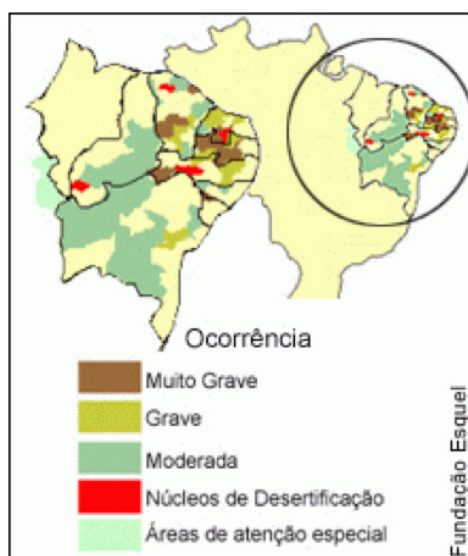 Ocorrência
Muito Grave
Grave
Moderada
Núcleos de Desertificação
Áreas de atenção especial
Fundação Esquel